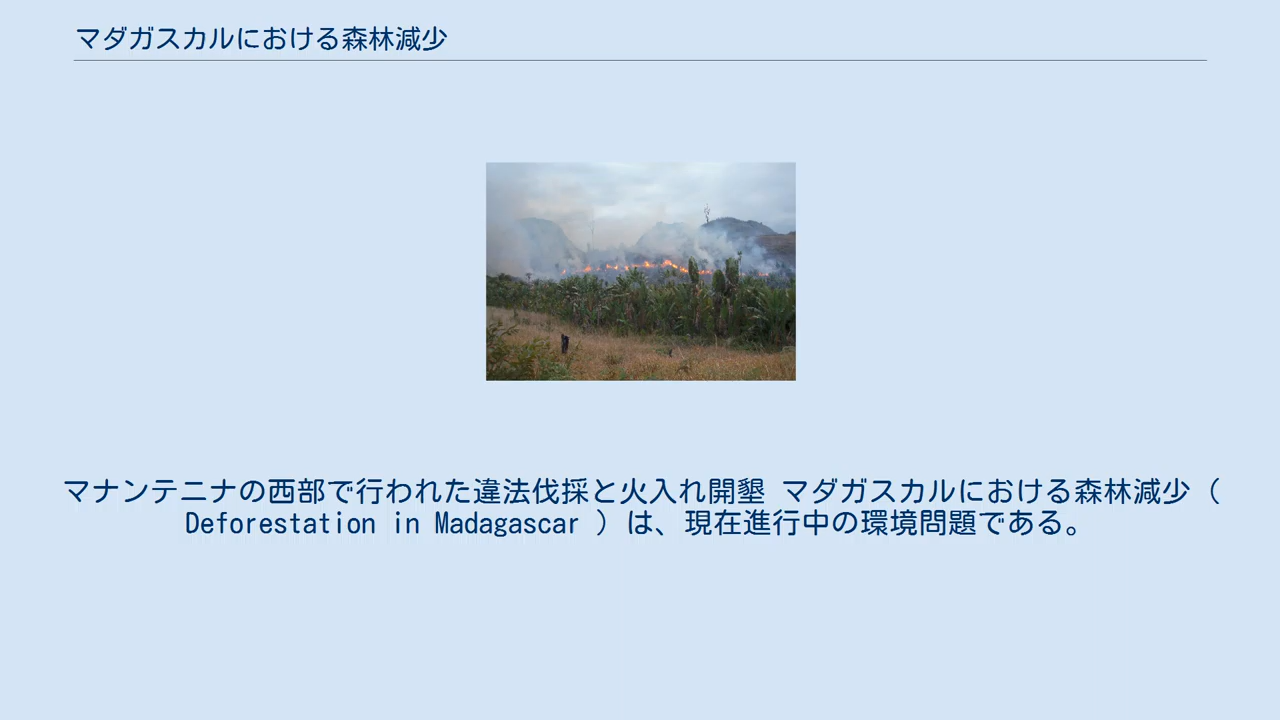 マダガスカルにおける森林減少
マナンテニナの西部で行われた違法伐採と火入れ開墾 マダガスカルにおける森林減少（
Deforestation in Madagascar ）は、現在進行中の環境問題である。